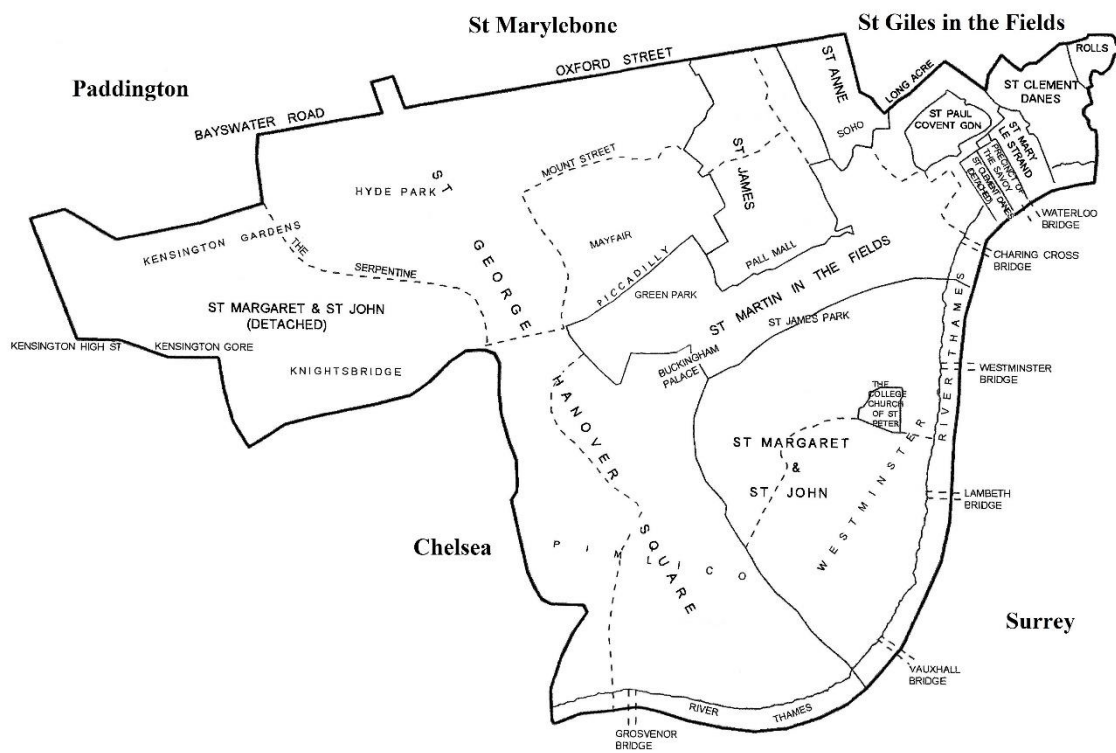 St Marylebone
St Giles in the Fields
Paddington
OXFORD STREET
BAYSWATER ROAD
LONG ACRE
ROLLS
ST CLEMENT
DANES
ST ANNE
SOHO
ST PAUL
COVENT GDN
ST MARY
LE STRAND
PRECINCT OF
THE SAVOY
ST CLEMENT DANES
(DETACHED)
WATERLOO
BRIDGE
CHARING CROSS
BRIDGE
MOUNT STREET
ST JAMES
HYDE PARK
ST GEORGE
HANOVER SQUARE
KENSINGTON GARDENS
THE SERPENTINE
MAYFAIR
PICCADILLY
PALL MALL
GREEN PARK
ST MARTIN IN THE FIELDS
ST JAMES PARK
ST MARGARET & ST JOHN
(DETACHED)
KENSINGTON HIGH ST
KENSINGTON GORE
KNIGHTSBRIDGE
BUCKINGHAM
PALACE
RIVER THAMES
WESTMINSTER
BRIDGE
THE
COLLEGE
CHURCH
OF ST
PETER
ST MARGARET
&
ST JOHN
WESTMINSTER
LAMBETH
BRIDGE
Chelsea
PIMLICO
Surrey
VAUXHALL
BRIDGE
RIVER THAMES
GROSVENOR
BRIDGE